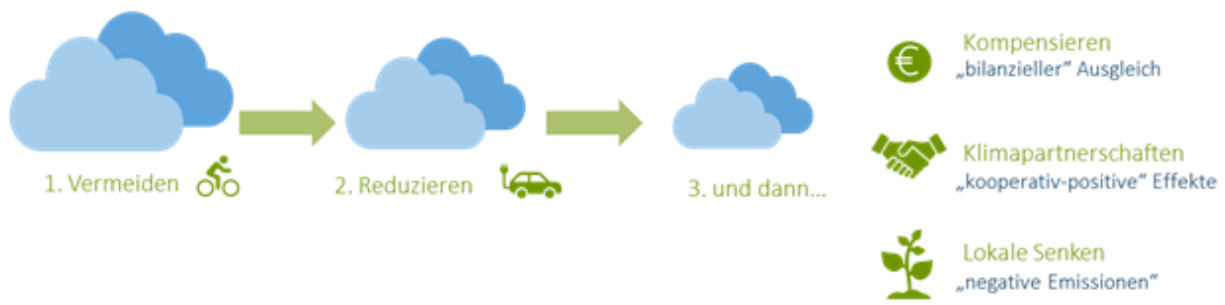 1. Vermeiden
2. Reduzieren
3. und dann...
€
Kompensieren
„bilanzieller“ Ausgleich
Klimapartnerschaften
„kooperativ-positive“ Effekte
Lokale Senken
„negative Emissionen“